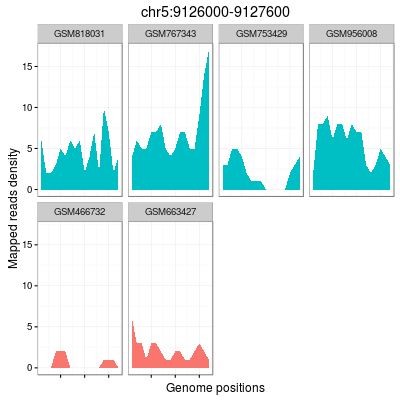 chr5:9126000-9127600
GSM818031 GSM767343 GSM753429 GSM956008
15
10
5
0
GSM466732 GSM663427
15
10
5
0
Mapped reads density
Genome positions